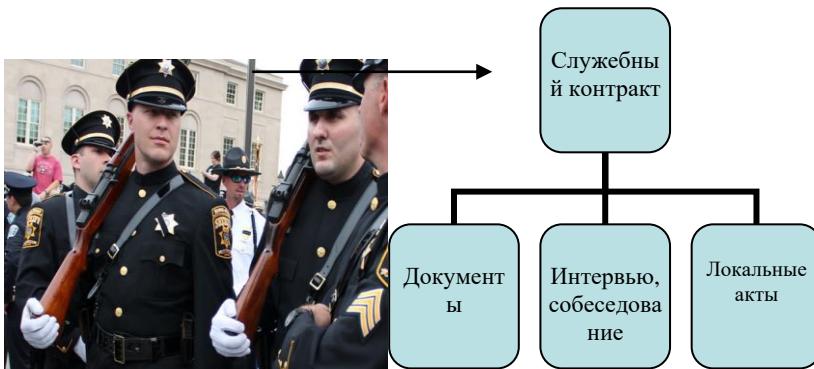 Служебны
й контракт
Документ
ы
Интервью,
собеседова
ние
Локальные
акты